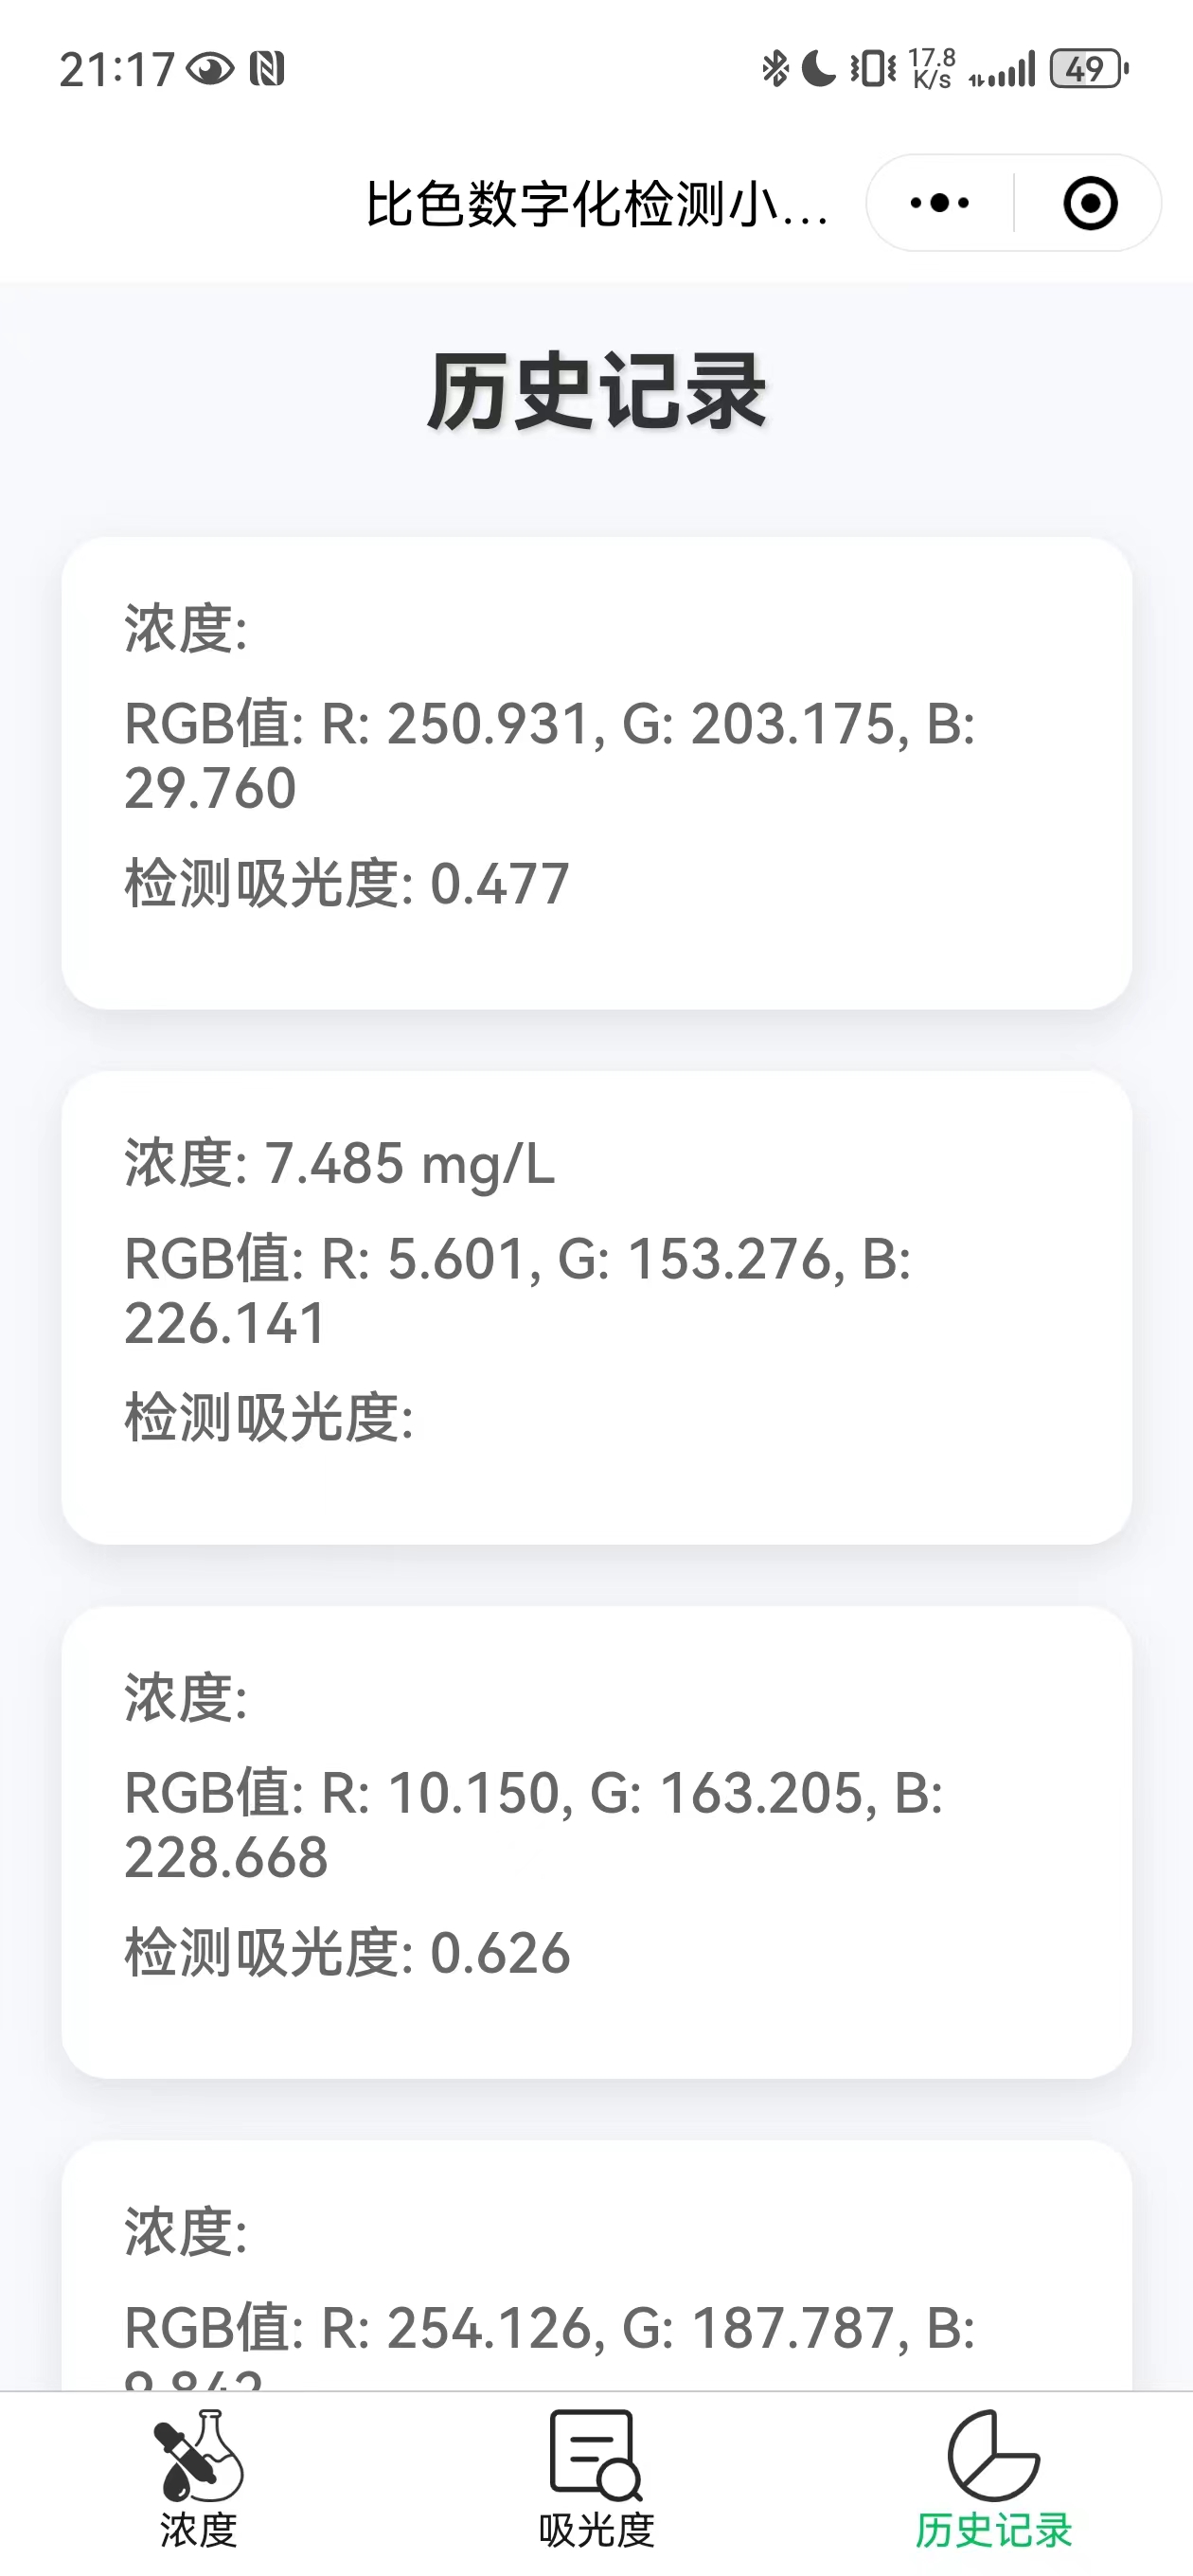 21:17
17.8 K/s
49
比色数字化检测小...
历史记录
浓度:
RGB值: R: 250.931, G: 203.175, B:
29.760
检测吸光度: 0.477
浓度: 7.485 mg/L
RGB值: R: 5.601, G: 153.276, B:
226.141
检测吸光度:
浓度:
RGB值: R: 10.150, G: 163.205, B:
228.668
检测吸光度: 0.626
浓度:
RGB值: R: 254.126, G: 187.787, B:
浓度
吸光度
历史记录